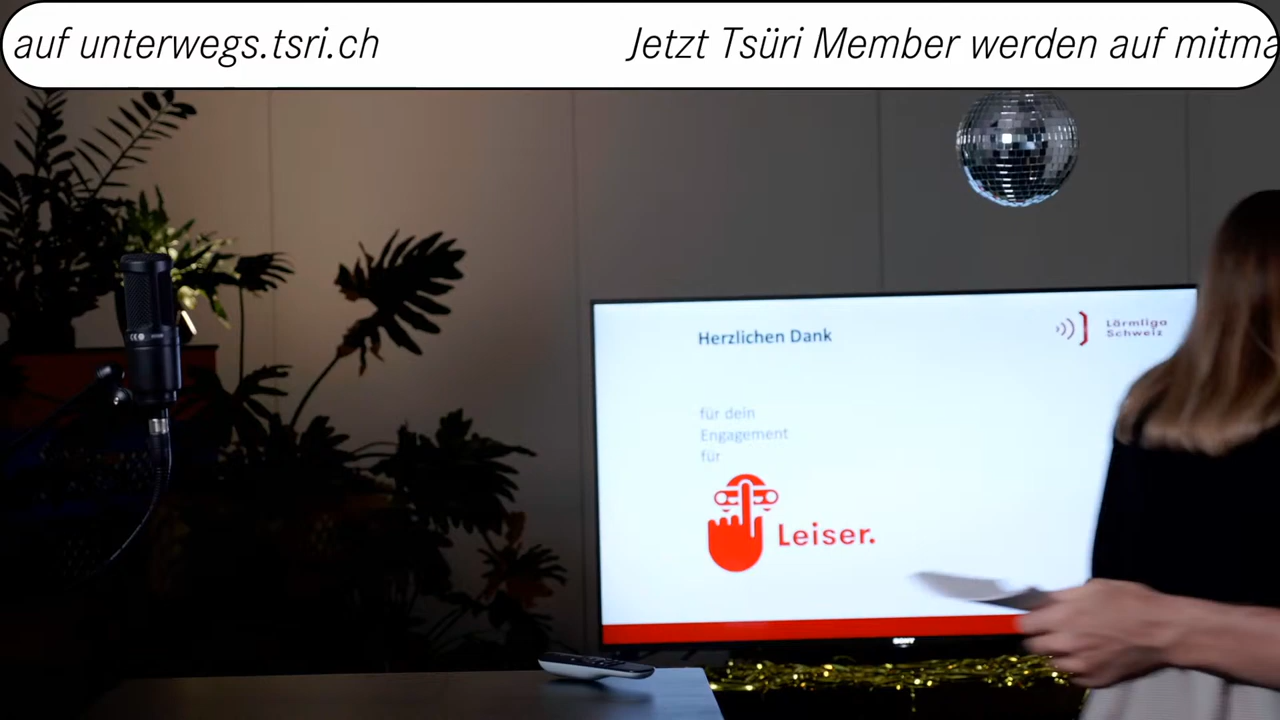 auf unterwegs.tsri.ch Jetzt Tsüri Member werden auf mitma
Herzlichen Dank
Lärmliga
Schweiz
für dein
Engagement
für
Leiser.
SONY